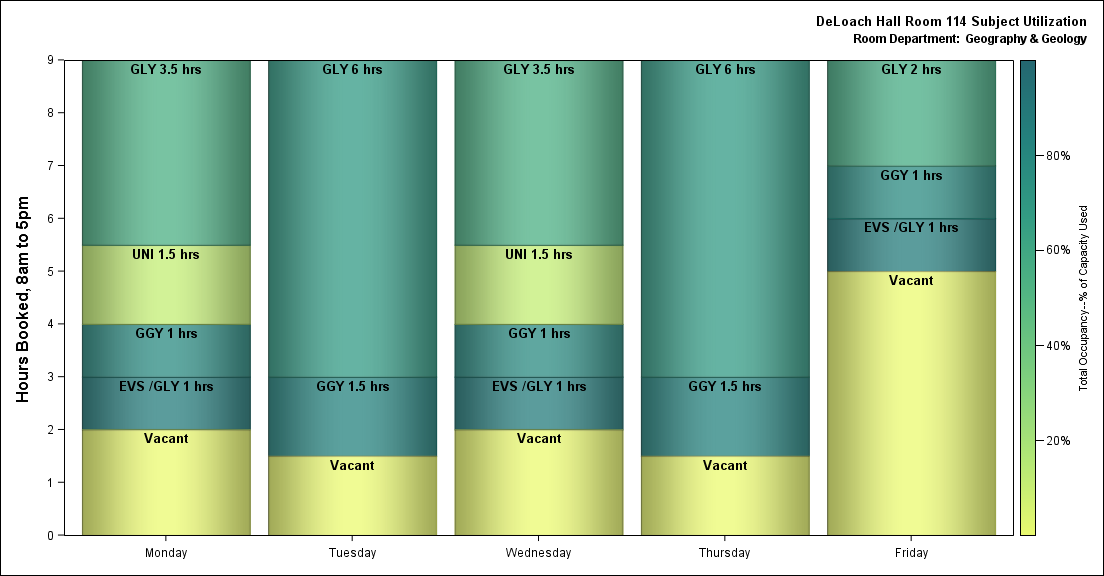 DeLoach Hall Room 114 Subject Utilization
Room Department: Geography & Geology
Hours Booked, 8am to 5pm
9
8
7
6
5
4
3
2
1
0
GLY 3.5 hrs
UNI 1.5 hrs
GGY 1 hrs
EVS /GLY 1 hrs
Vacant
Monday
GLY 6 hrs
GGY 1.5 hrs
Vacant
Tuesday
GLY 3.5 hrs
UNI 1.5 hrs
GGY 1 hrs
EVS /GLY 1 hrs
Vacant
Wednesday
GLY 6 hrs
GGY 1.5 hrs
Vacant
Thursday
GLY 2 hrs
GGY 1 hrs
EVS /GLY 1 hrs
Vacant
Friday
80%
60%
40%
20%
Total Occupancy--% of Capacity Used